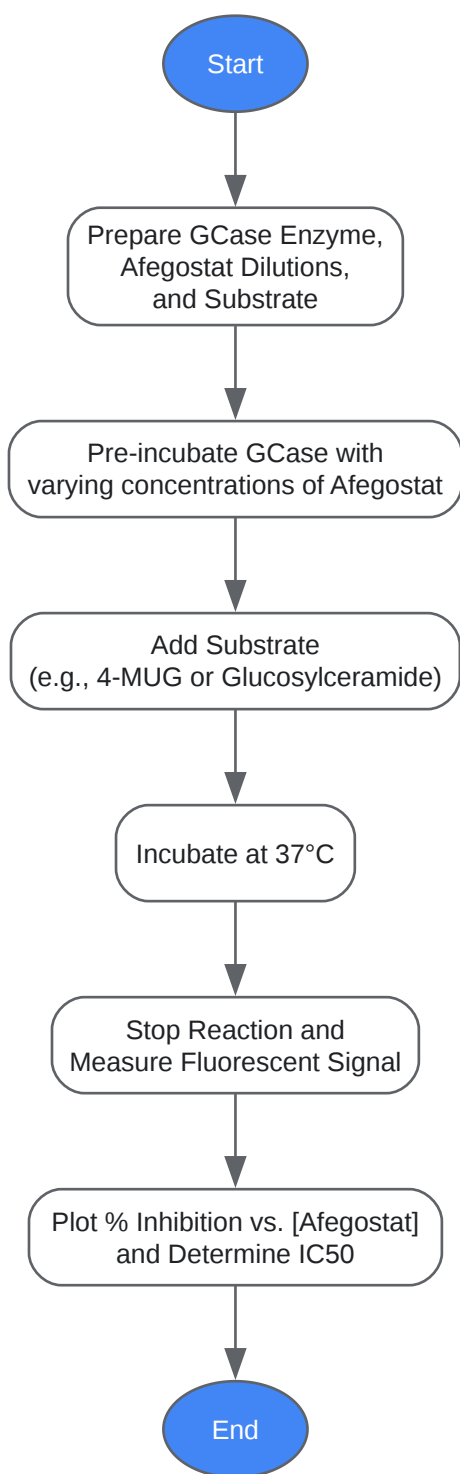 Start
Prepare GCase Enzyme,
Afegostat Dilutions,
and Substrate
Pre-incubate GCase with
varying concentrations of Afegostat
Add Substrate
(e.g., 4-MUG or Glucosylceramide)
Incubate at 37°C
Stop Reaction and
Measure Fluorescent Signal
Plot % Inhibition vs. [Afegostat]
and Determine IC50
End